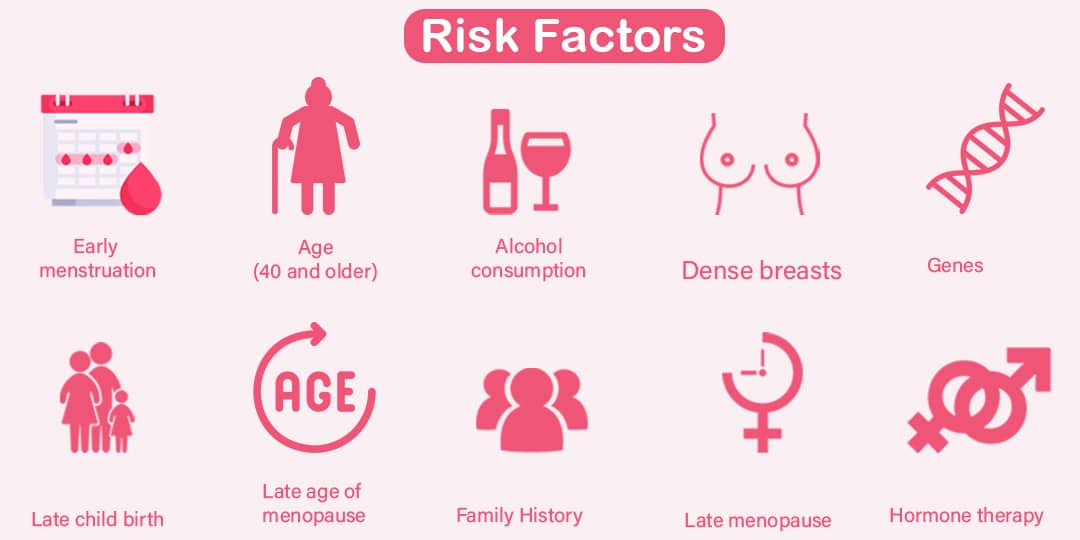 Risk Factors
Early
menstruation
Age
(40 and older)
Alcohol
consumption
Dense breasts
Genes
Late child birth
AGE
Late age of
menopause
Family History
Late menopause
Hormone therapy